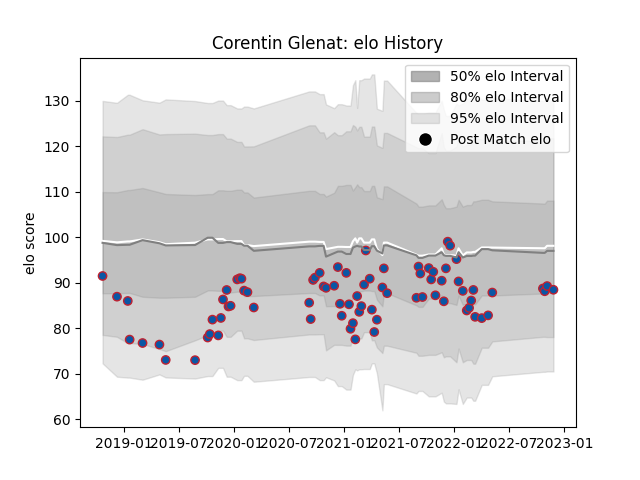 Corentin Glenat: elo History
50% elo Interval
80% elo Interval
95% elo Interval
Post Match elo
elo score
130
120
110
100
90
80
70
60
2019-01 2019-07 2020-01 2020-07 2021-01 2021-07 2022-01 2022-07 2023-01